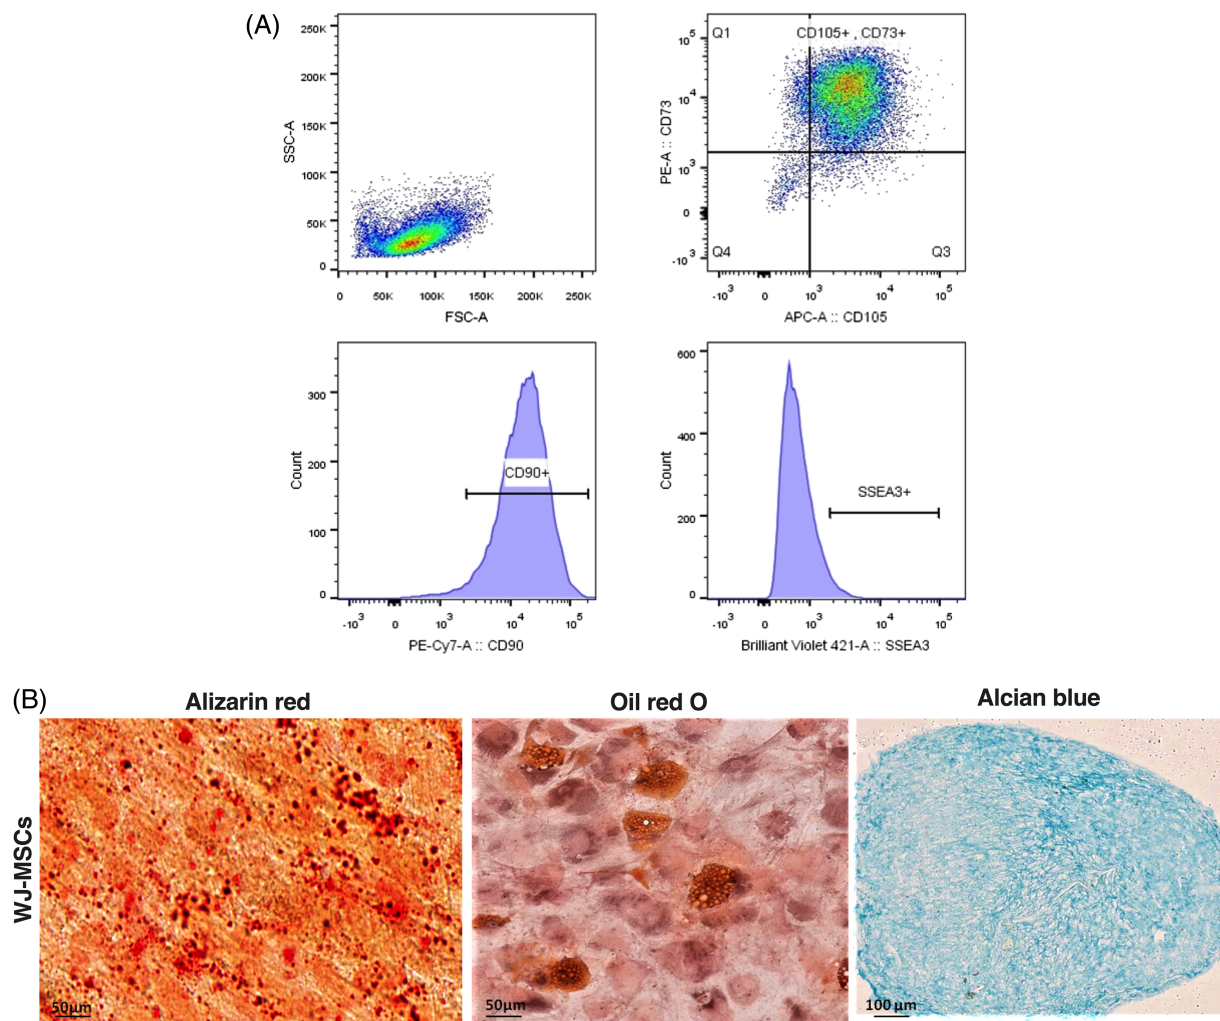 (A)
250K
200K
150K
100K
50K
0
SSC-A
0 50K 100K 150K 200K 250K
FSC-A
Q1 CD105+ , CD73+
Q4 Q3
10^5
10^4
10^3
0
-10^3
PE-A :: CD73
-10^3 0 10^3 10^4 10^5
APC-A :: CD105
300
200
100
0
Count
CD90+
-10^3 0 10^3 10^4 10^5
PE-Cy7-A :: CD90
600
400
200
0
Count
SSEA3+
-10^3 0 10^3 10^4 10^5
Brilliant Violet 421-A :: SSEA3
(B)
Alizarin red Oil red O Alcian blue
WJ-MSCs
50µm 50µm 100 µm